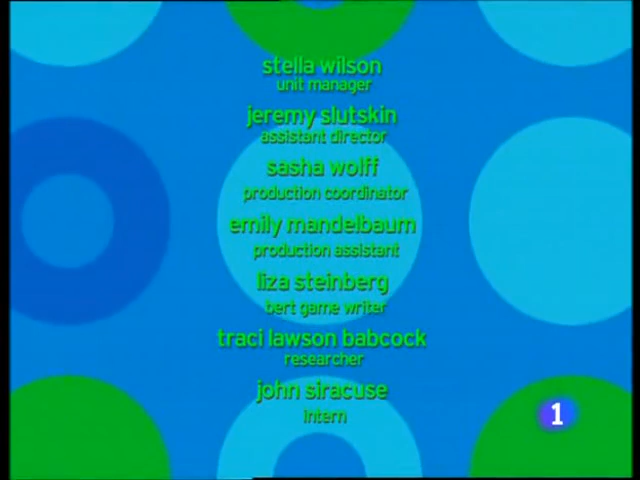 stella wilson
unit manager
jeremy slutskin
assistant director
sasha wolff
production coordinator
emily mandelbaum
production assistant
liza steinberg
bert game writer
traci lawson babcock
researcher
john siracuse
intern
1